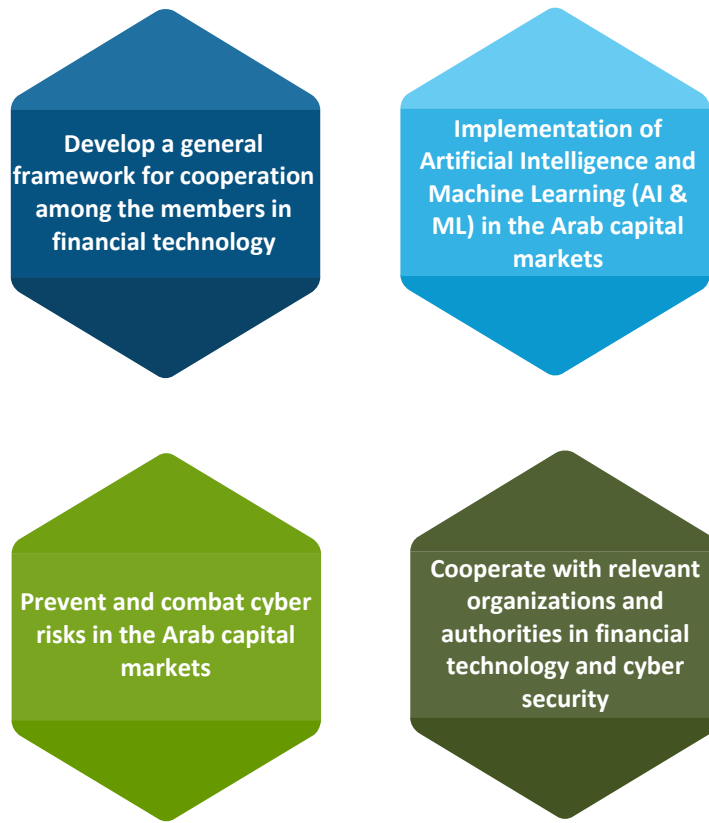 Develop a general
framework for cooperation
among the members in
financial technology
Implementation of
Artificial Intelligence and
Machine Learning (AI &
ML) in the Arab capital
markets
Prevent and combat cyber
risks in the Arab capital
markets
Cooperate with relevant
organizations and
authorities in financial
technology and cyber
security